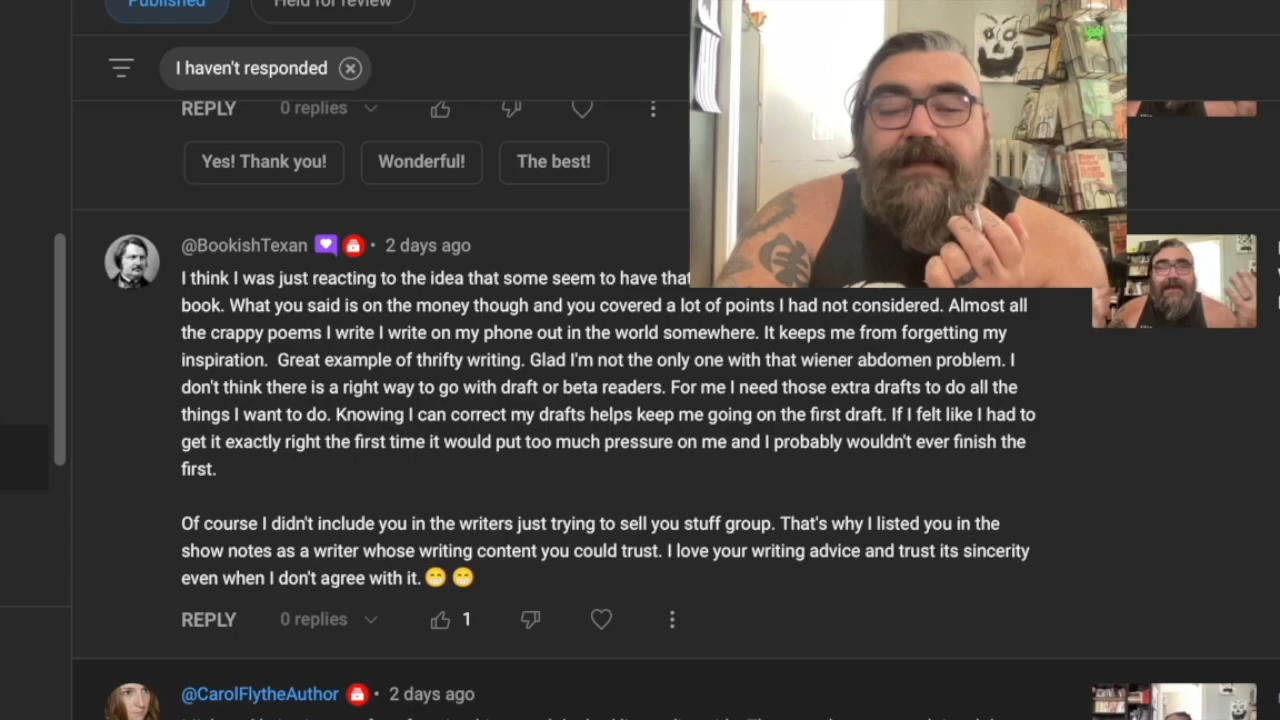 Published
Held for review
I haven't responded
REPLY 0 replies
Yes! Thank you! Wonderful! The best!
@BookishTexan • 2 days ago
I think I was just reacting to the idea that some seem to have that
book. What you said is on the money though and you covered a lot of points I had not considered. Almost all
the crappy poems I write I write on my phone out in the world somewhere. It keeps me from forgetting my
inspiration. Great example of thrifty writing. Glad I'm not the only one with that wiener abdomen problem. I
don't think there is a right way to go with draft or beta readers. For me I need those extra drafts to do all the
things I want to do. Knowing I can correct my drafts helps keep me going on the first draft. If I felt like I had to
get it exactly right the first time it would put too much pressure on me and I probably wouldn't ever finish the
first.
Of course I didn't include you in the writers just trying to sell you stuff group. That's why I listed you in the
show notes as a writer whose writing content you could trust. I love your writing advice and trust its sincerity
even when I don't agree with it. 😁 😁
REPLY 0 replies 1
@CarolFlytheAuthor • 2 days ago